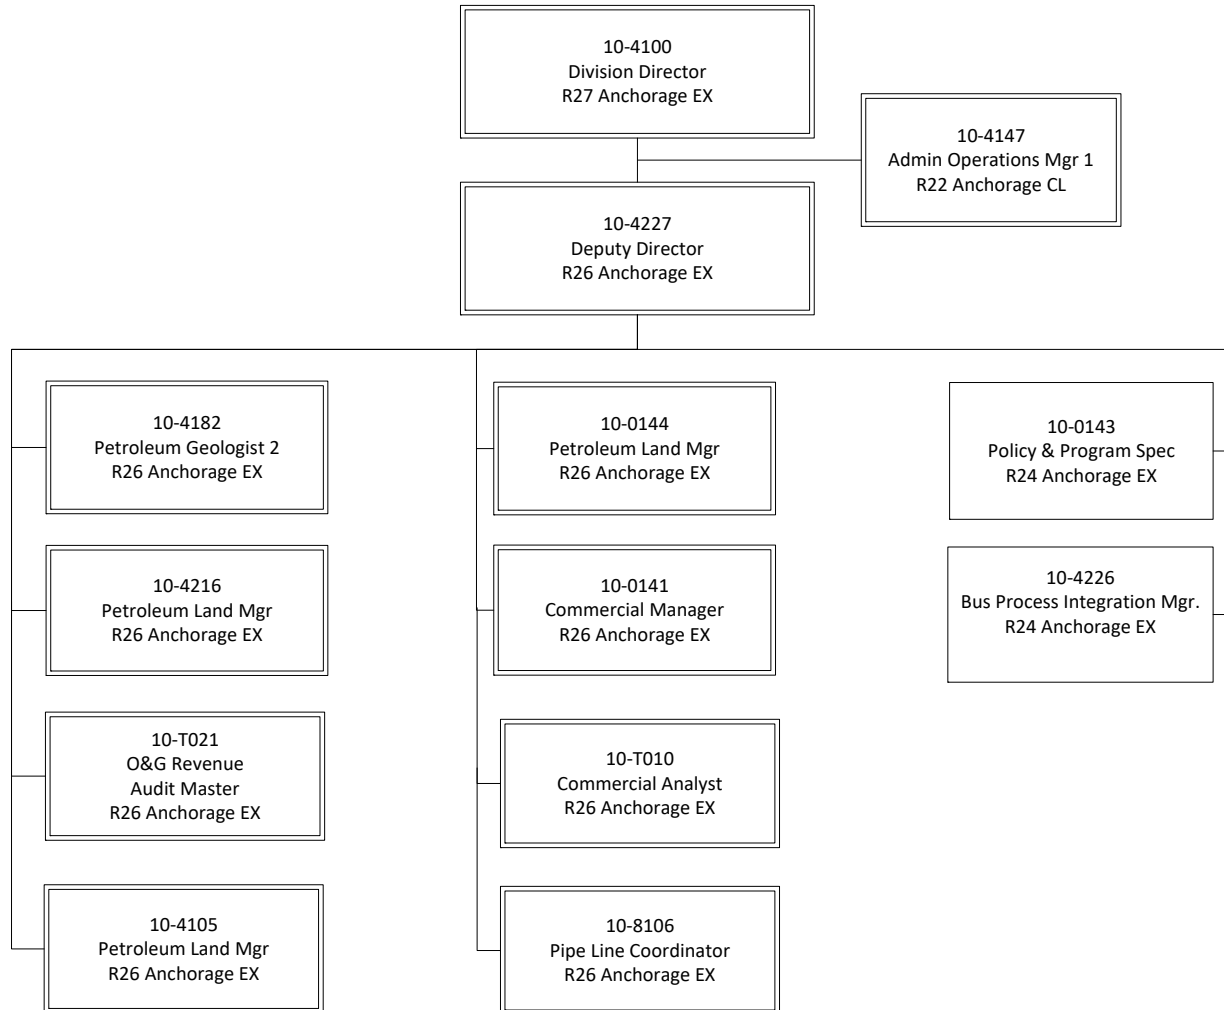 10-4100
Division Director
R27 Anchorage EX
10-4147
Admin Operations Mgr 1
R22 Anchorage CL
10-4227
Deputy Director
R26 Anchorage EX
10-4182
Petroleum Geologist 2
R26 Anchorage EX
10-0144
Petroleum Land Mgr
R26 Anchorage EX
10-0143
Policy & Program Spec
R24 Anchorage EX
10-4216
Petroleum Land Mgr
R26 Anchorage EX
10-0141
Commercial Manager
R26 Anchorage EX
10-4226
Bus Process Integration Mgr.
R24 Anchorage EX
10-T021
O&G Revenue
Audit Master
R26 Anchorage EX
10-T010
Commercial Analyst
R26 Anchorage EX
10-4105
Petroleum Land Mgr
R26 Anchorage EX
10-8106
Pipe Line Coordinator
R26 Anchorage EX